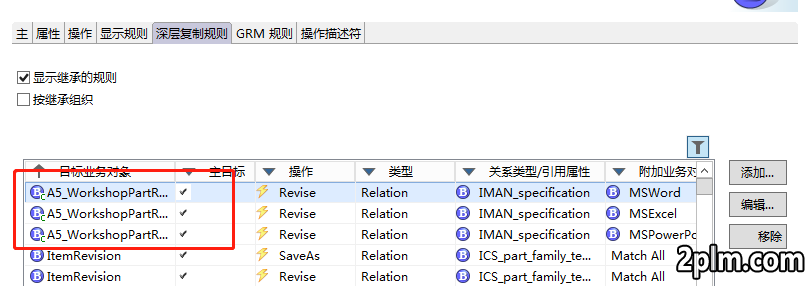 主 属性 操作 显示规则 深层复制规则 GRM 规则 操作描述符
显示继承的规则
按继承组织
目标业务对象 主目标 操作 类型 关系类型/引用属性 附加业务对 添加...
A5_WorkshopPartR... Revise Relation IMAN_specification MSWord
A5_WorkshopPartR... Revise Relation IMAN_specification MSExcel 编辑...
A5_WorkshopPartR... Revise Relation IMAN_specification MSPowerPo 移除
ItemRevision SaveAs Relation ICS_part_family_te... Match All
ItemRevision Revise Relation ICS_part_family_te... Match All
2plm.com